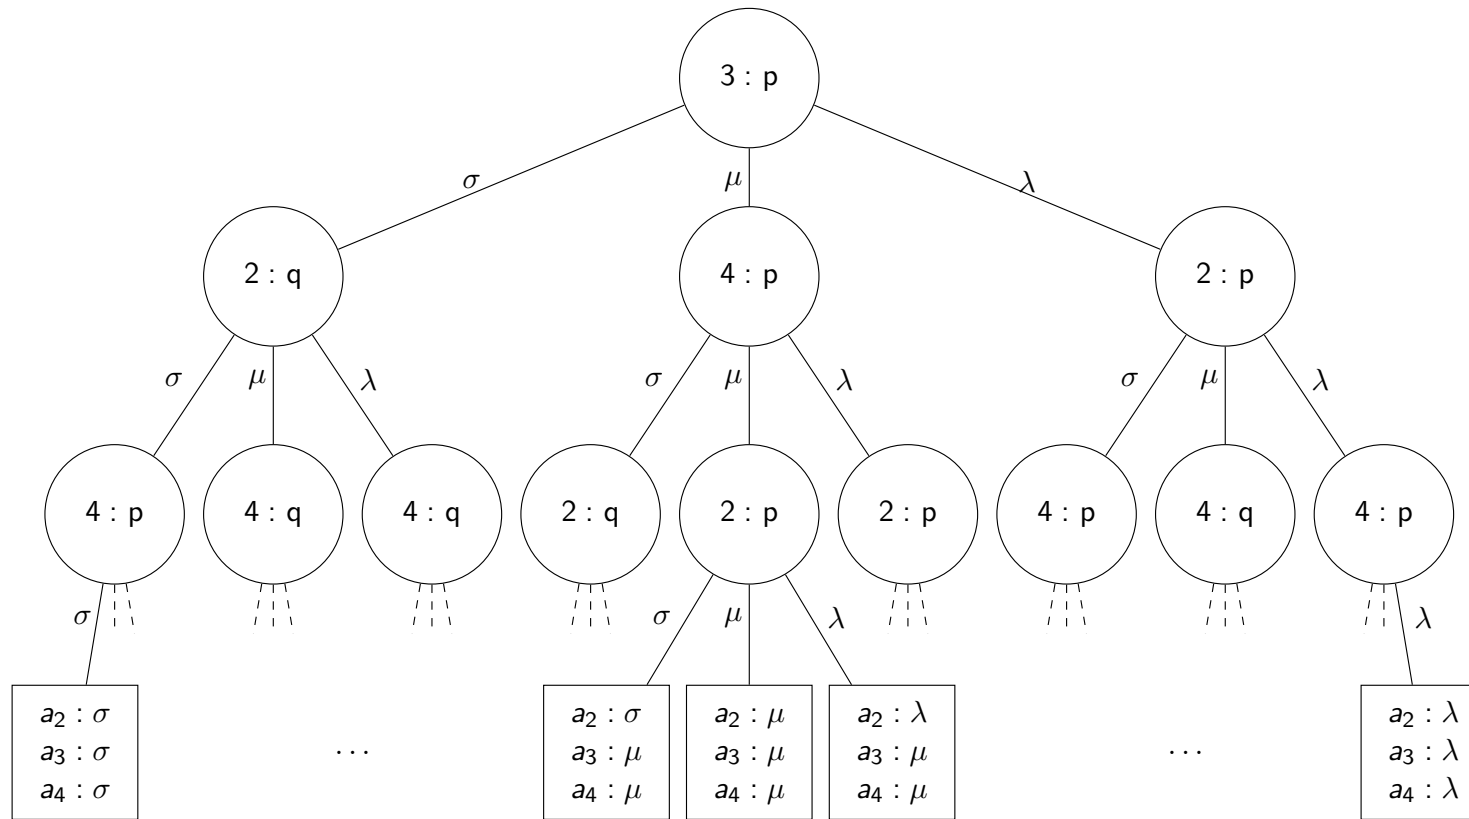 3 : p
σ
μ
λ
2 : q
4 : p
2 : p
σ
μ
λ
σ
μ
λ
σ
μ
λ
4 : p
4 : q
4 : q
2 : q
2 : p
2 : p
4 : p
4 : q
4 : p
σ
σ
μ
λ
λ
a₂ : σ
a₃ : σ
a₄ : σ
...
a₂ : σ
a₃ : μ
a₄ : μ
a₂ : μ
a₃ : μ
a₄ : μ
a₂ : λ
a₃ : μ
a₄ : μ
...
a₂ : λ
a₃ : λ
a₄ : λ